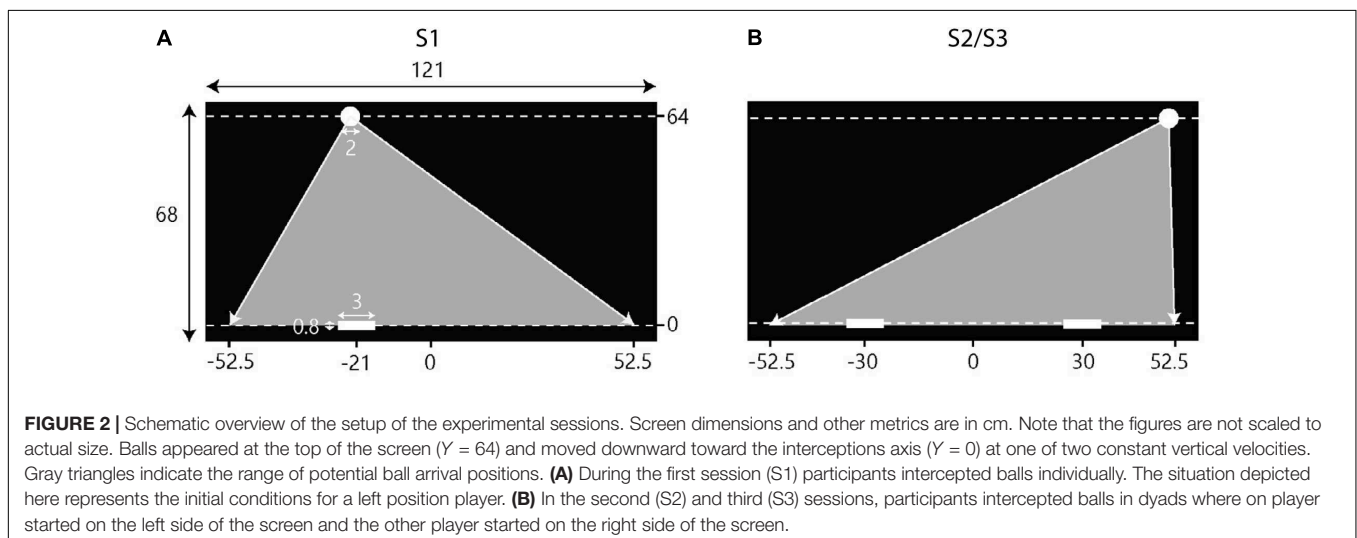 A
S1
B
S2/S3
121
64
2
68
3
0.8
0
-52.5
-21
0
52.5
-52.5
-30
0
30
52.5
FIGURE 2 | Schematic overview of the setup of the experimental sessions. Screen dimensions and other metrics are in cm. Note that the figures are not scaled to
actual size. Balls appeared at the top of the screen (Y = 64) and moved downward toward the interceptions axis (Y = 0) at one of two constant vertical velocities.
Gray triangles indicate the range of potential ball arrival positions. (A) During the first session (S1) participants intercepted balls individually. The situation depicted
here represents the initial conditions for a left position player. (B) In the second (S2) and third (S3) sessions, participants intercepted balls in dyads where on player
started on the left side of the screen and the other player started on the right side of the screen.